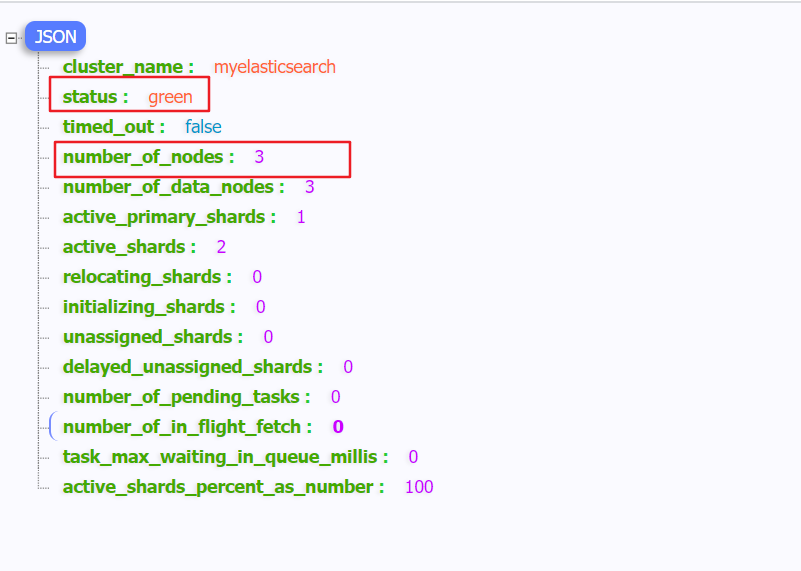 JSON
cluster_name : myelasticsearch
status : green
timed_out : false
number_of_nodes : 3
number_of_data_nodes : 3
active_primary_shards : 1
active_shards : 2
relocating_shards : 0
initializing_shards : 0
unassigned_shards : 0
delayed_unassigned_shards : 0
number_of_pending_tasks : 0
number_of_in_flight_fetch : 0
task_max_waiting_in_queue_millis : 0
active_shards_percent_as_number : 100